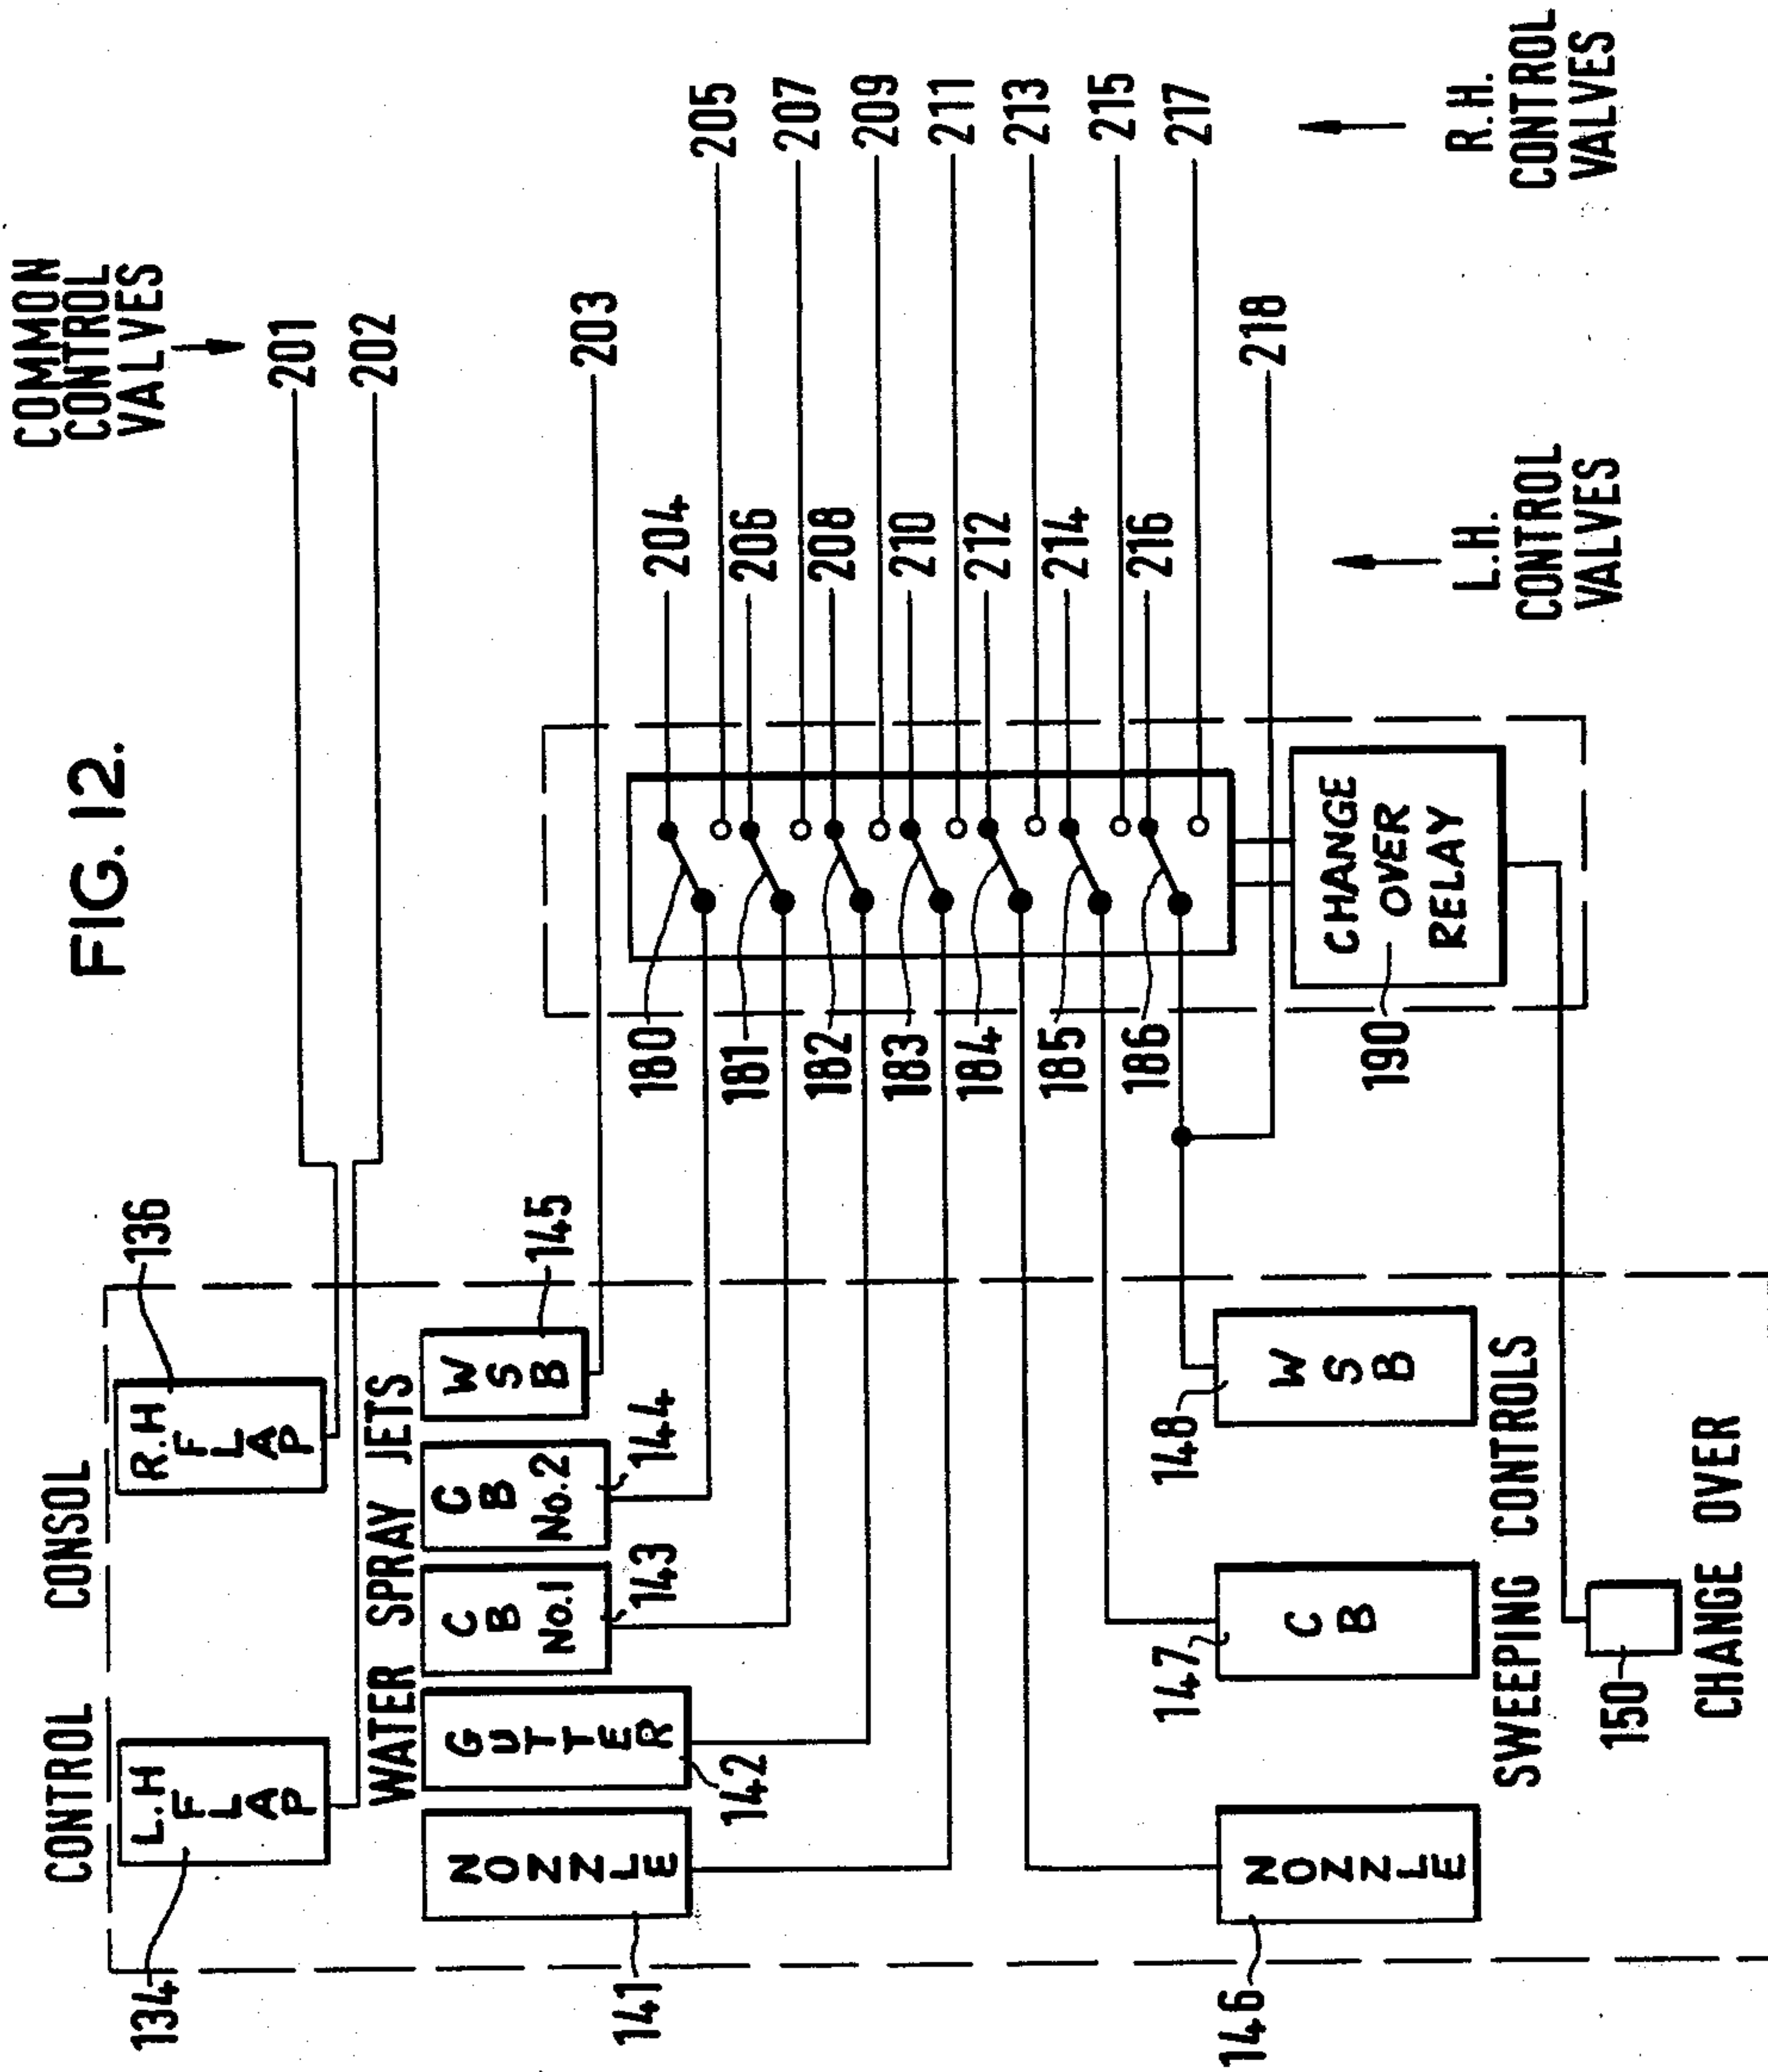 FIG. 12.
COMMON
CONTROL
VALVES
201
202
203
CONTROL CONSOL
134
L.H
FLAP
136
R.H
FLAP
WATER SPRAY JETS
NOZZLE
141
GUTTER
142
C
B
No.1
143
C
B
No.2
144
W
S
B
145
180
181
182
183
184
185
186
204
205
206
207
208
209
210
211
212
213
214
215
216
217
218
CHANGE
OVER
RELAY
190
146
NOZZLE
147
C
B
148
W
S
B
SWEEPING CONTROLS
150
CHANGE OVER
L.H.
CONTROL
VALVES
R.H.
CONTROL
VALVES